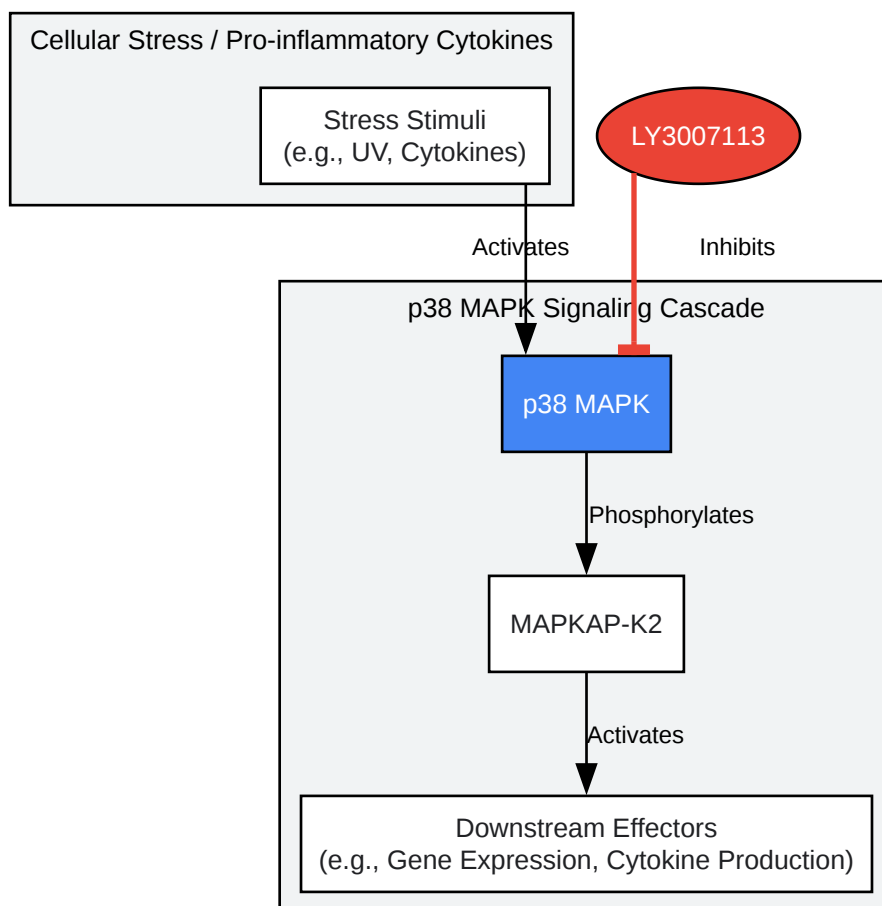 Cellular Stress / Pro-inflammatory Cytokines
Stress Stimuli
(e.g., UV, Cytokines)
LY3007113
Activates
Inhibits
p38 MAPK Signaling Cascade
p38 MAPK
Phosphorylates
MAPKAP-K2
Activates
Downstream Effectors
(e.g., Gene Expression, Cytokine Production)